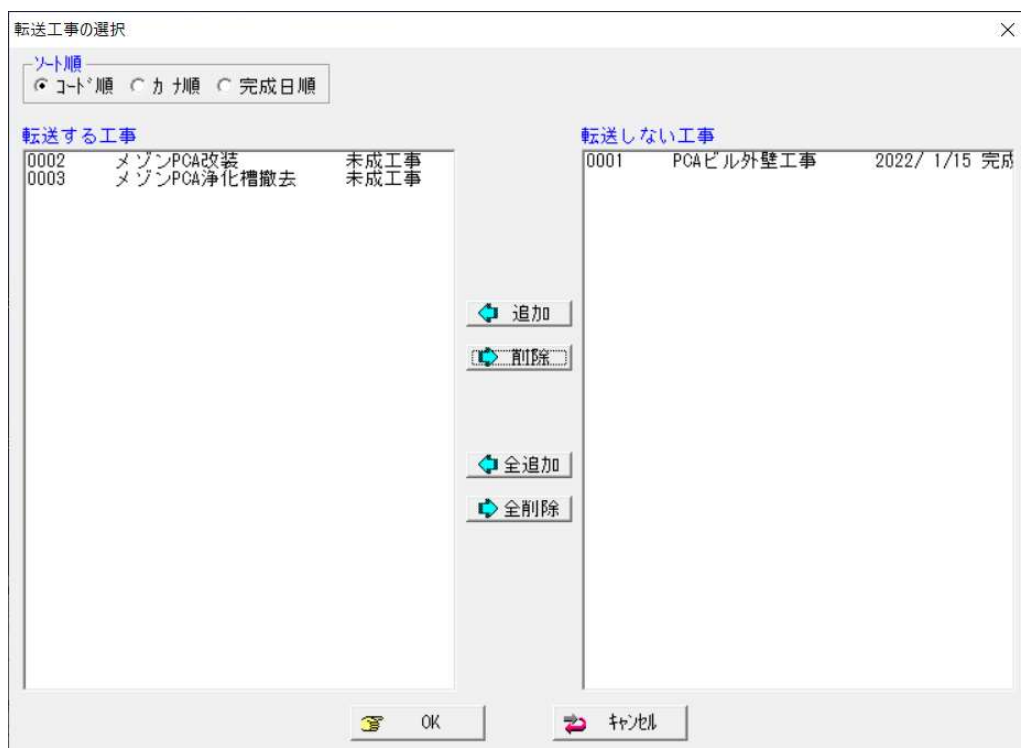 転送工事の選択
ソート順
コード順 カナ順 完成日順
転送する工事
0002 メゾンPCA改装 未成工事
0003 メゾンPCA浄化槽撤去 未成工事
追加
削除
全追加
全削除
転送しない工事
0001 PCAビル外壁工事 2022/ 1/15 完成
OK
キャンセル